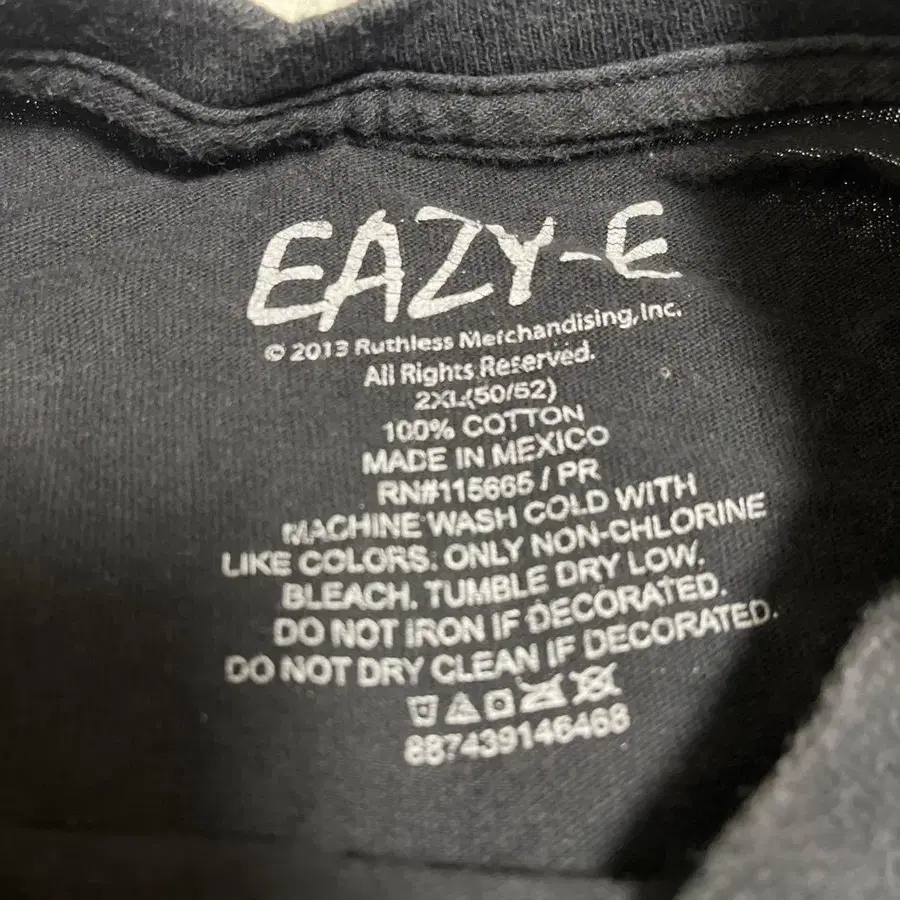 EAZY-E
© 2013 Ruthless Merchandising, Inc.
All Rights Reserved.
2XL(50/52)
100% COTTON
MADE IN MEXICO
RN#115665 / PR
MACHINE WASH COLD WITH
LIKE COLORS. ONLY NON-CHLORINE
BLEACH. TUMBLE DRY LOW.
DO NOT IRON IF DECORATED.
DO NOT DRY CLEAN IF DECORATED.
887439146468